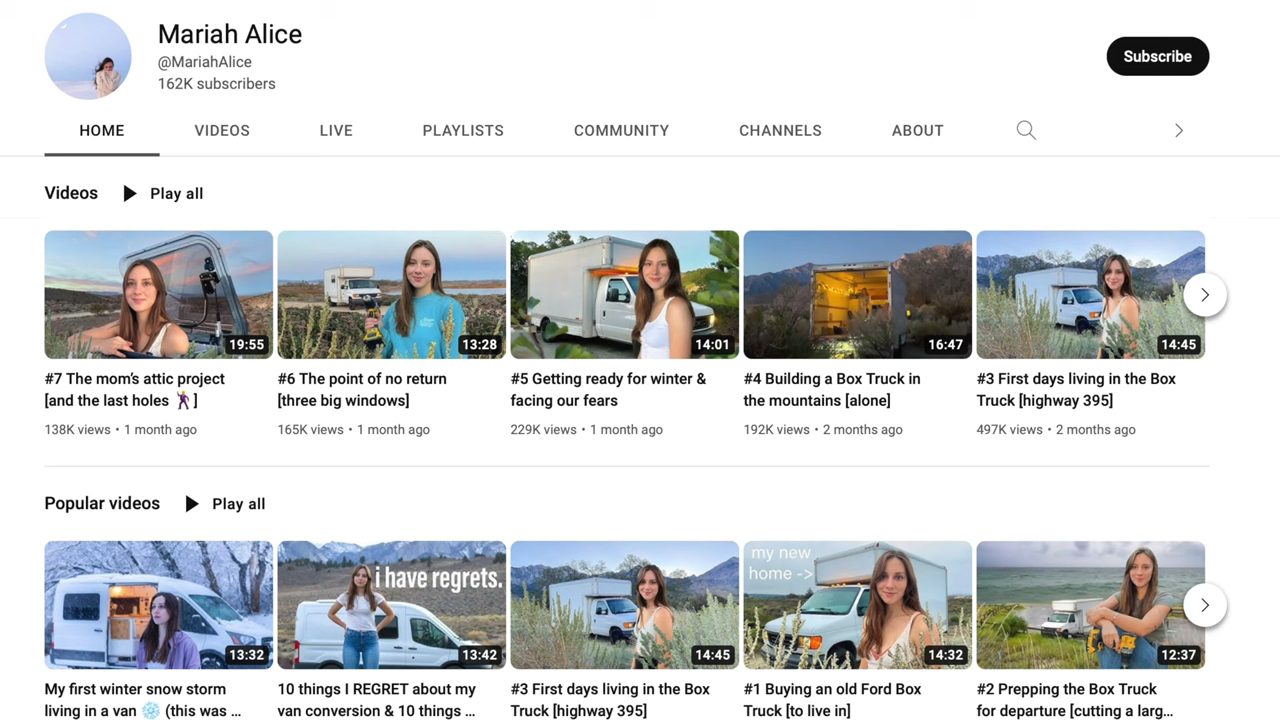 Mariah Alice
@MariahAlice
162K subscribers
Subscribe
HOME
VIDEOS
LIVE
PLAYLISTS
COMMUNITY
CHANNELS
ABOUT
Videos
Play all
19:55
13:28
14:01
16:47
14:45
#7 The mom’s attic project
[and the last holes 🕺🏽]
138K views • 1 month ago
#6 The point of no return
[three big windows]
165K views • 1 month ago
#5 Getting ready for winter &
facing our fears
229K views • 1 month ago
#4 Building a Box Truck in
the mountains [alone]
192K views • 2 months ago
#3 First days living in the Box
Truck [highway 395]
497K views • 2 months ago
Popular videos
Play all
13:32
i have regrets.
13:42
14:45
my new
home ->
14:32
12:37
My first winter snow storm
living in a van ❄️ (this was ...
10 things I REGRET about my
van conversion & 10 things ...
#3 First days living in the Box
Truck [highway 395]
#1 Buying an old Ford Box
Truck [to live in]
#2 Prepping the Box Truck
for departure [cutting a larg...